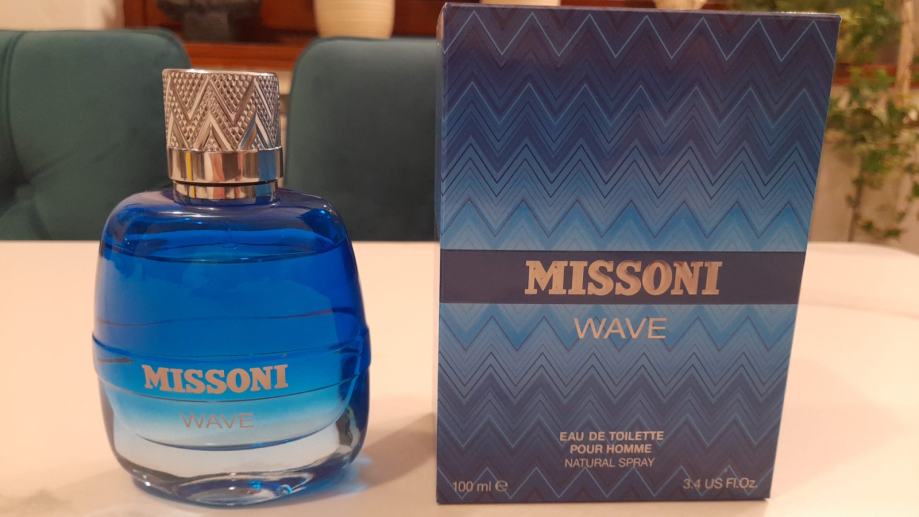 MISSONI
WAVE
MISSONI
WAVE
EAU DE TOILETTE
POUR HOMME
NATURAL SPRAY
100 ml ℮
3.4 US Fl.Oz.